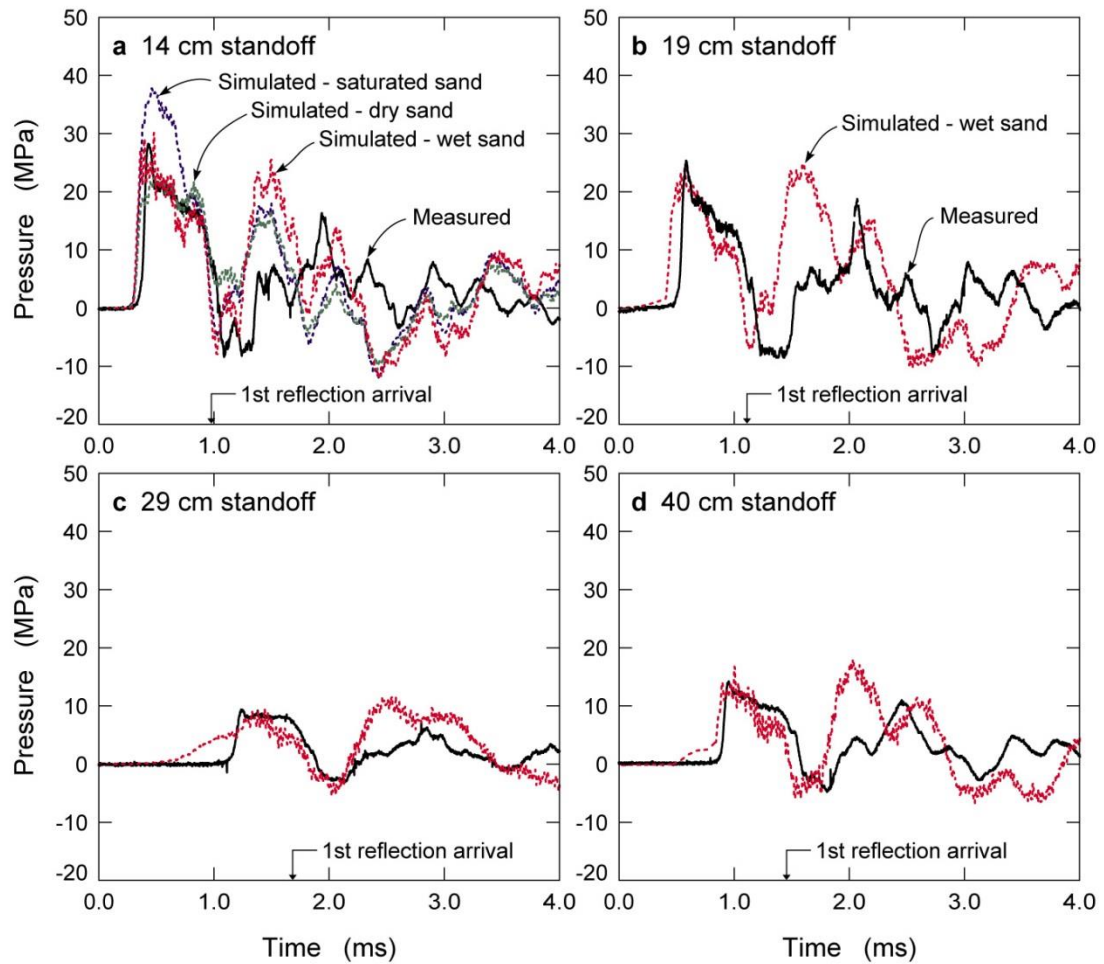 50
40
30
20
10
0
-10
-20
Pressure (MPa)
a 14 cm standoff
Simulated - saturated sand
Simulated - dry sand
Simulated - wet sand
Measured
1st reflection arrival
0.0 1.0 2.0 3.0 4.0
50
40
30
20
10
0
-10
-20
b 19 cm standoff
Simulated - wet sand
Measured
1st reflection arrival
0.0 1.0 2.0 3.0 4.0
50
40
30
20
10
0
-10
-20
Pressure (MPa)
c 29 cm standoff
1st reflection arrival
0.0 1.0 2.0 3.0 4.0
Time (ms)
50
40
30
20
10
0
-10
-20
d 40 cm standoff
1st reflection arrival
0.0 1.0 2.0 3.0 4.0
Time (ms)